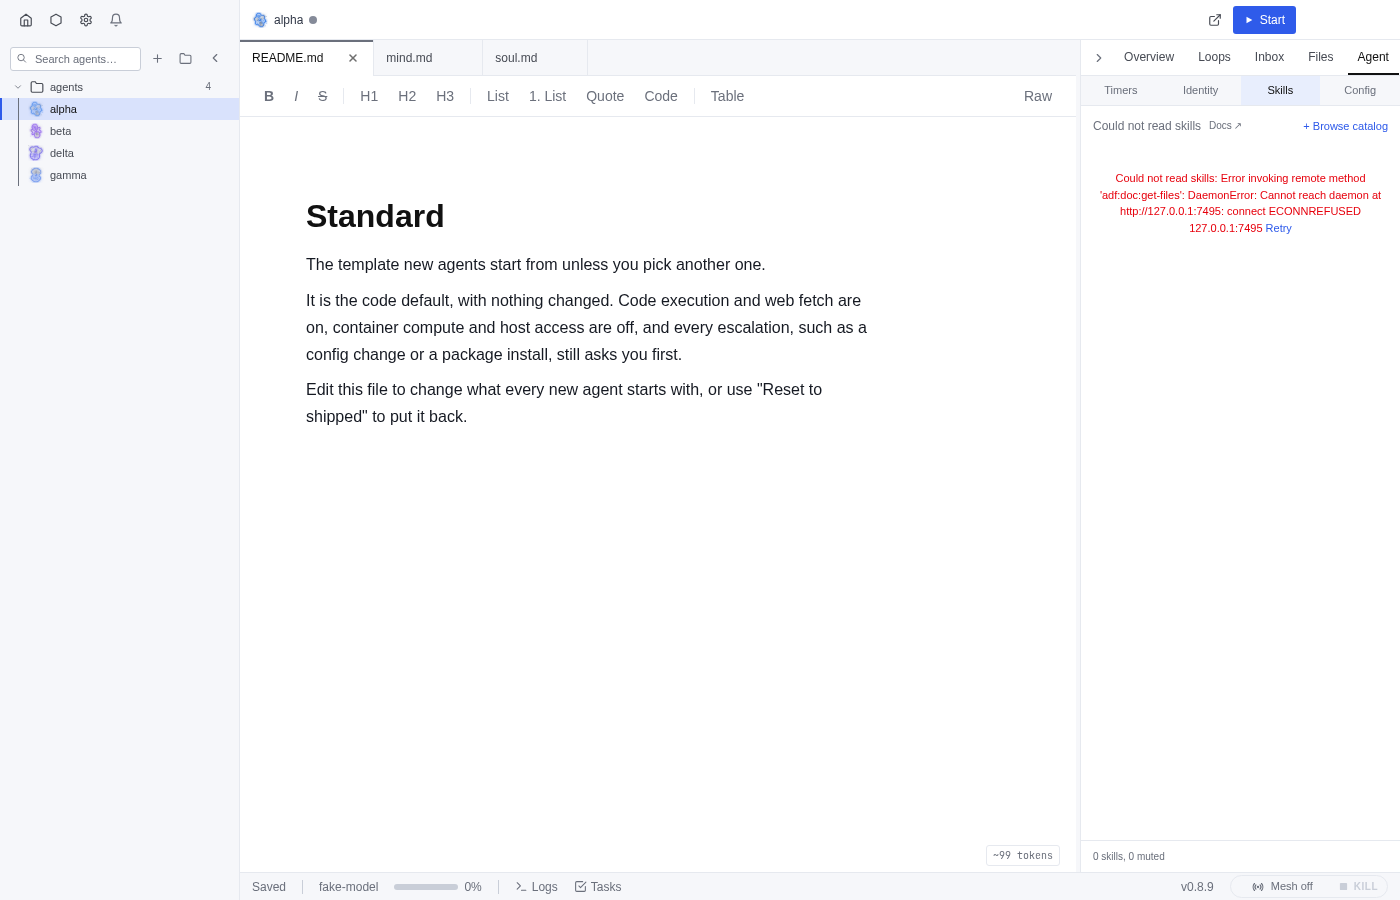 alpha
Start
Search agents…
agents 4
alpha
beta
delta
gamma
README.md
mind.md
soul.md
B I S H1 H2 H3 List 1. List Quote Code Table Raw
Standard
The template new agents start from unless you pick another one.
It is the code default, with nothing changed. Code execution and web fetch are
on, container compute and host access are off, and every escalation, such as a
config change or a package install, still asks you first.
Edit this file to change what every new agent starts with, or use "Reset to
shipped" to put it back.
~99 tokens
Overview Loops Inbox Files Agent
Timers Identity Skills Config
Could not read skills Docs ↗ + Browse catalog
Could not read skills: Error invoking remote method
'adf:doc:get-files': DaemonError: Cannot reach daemon at
http://127.0.0.1:7495: connect ECONNREFUSED
127.0.0.1:7495 Retry
0 skills, 0 muted
Saved fake-model 0% Logs Tasks v0.8.9 Mesh off KILL